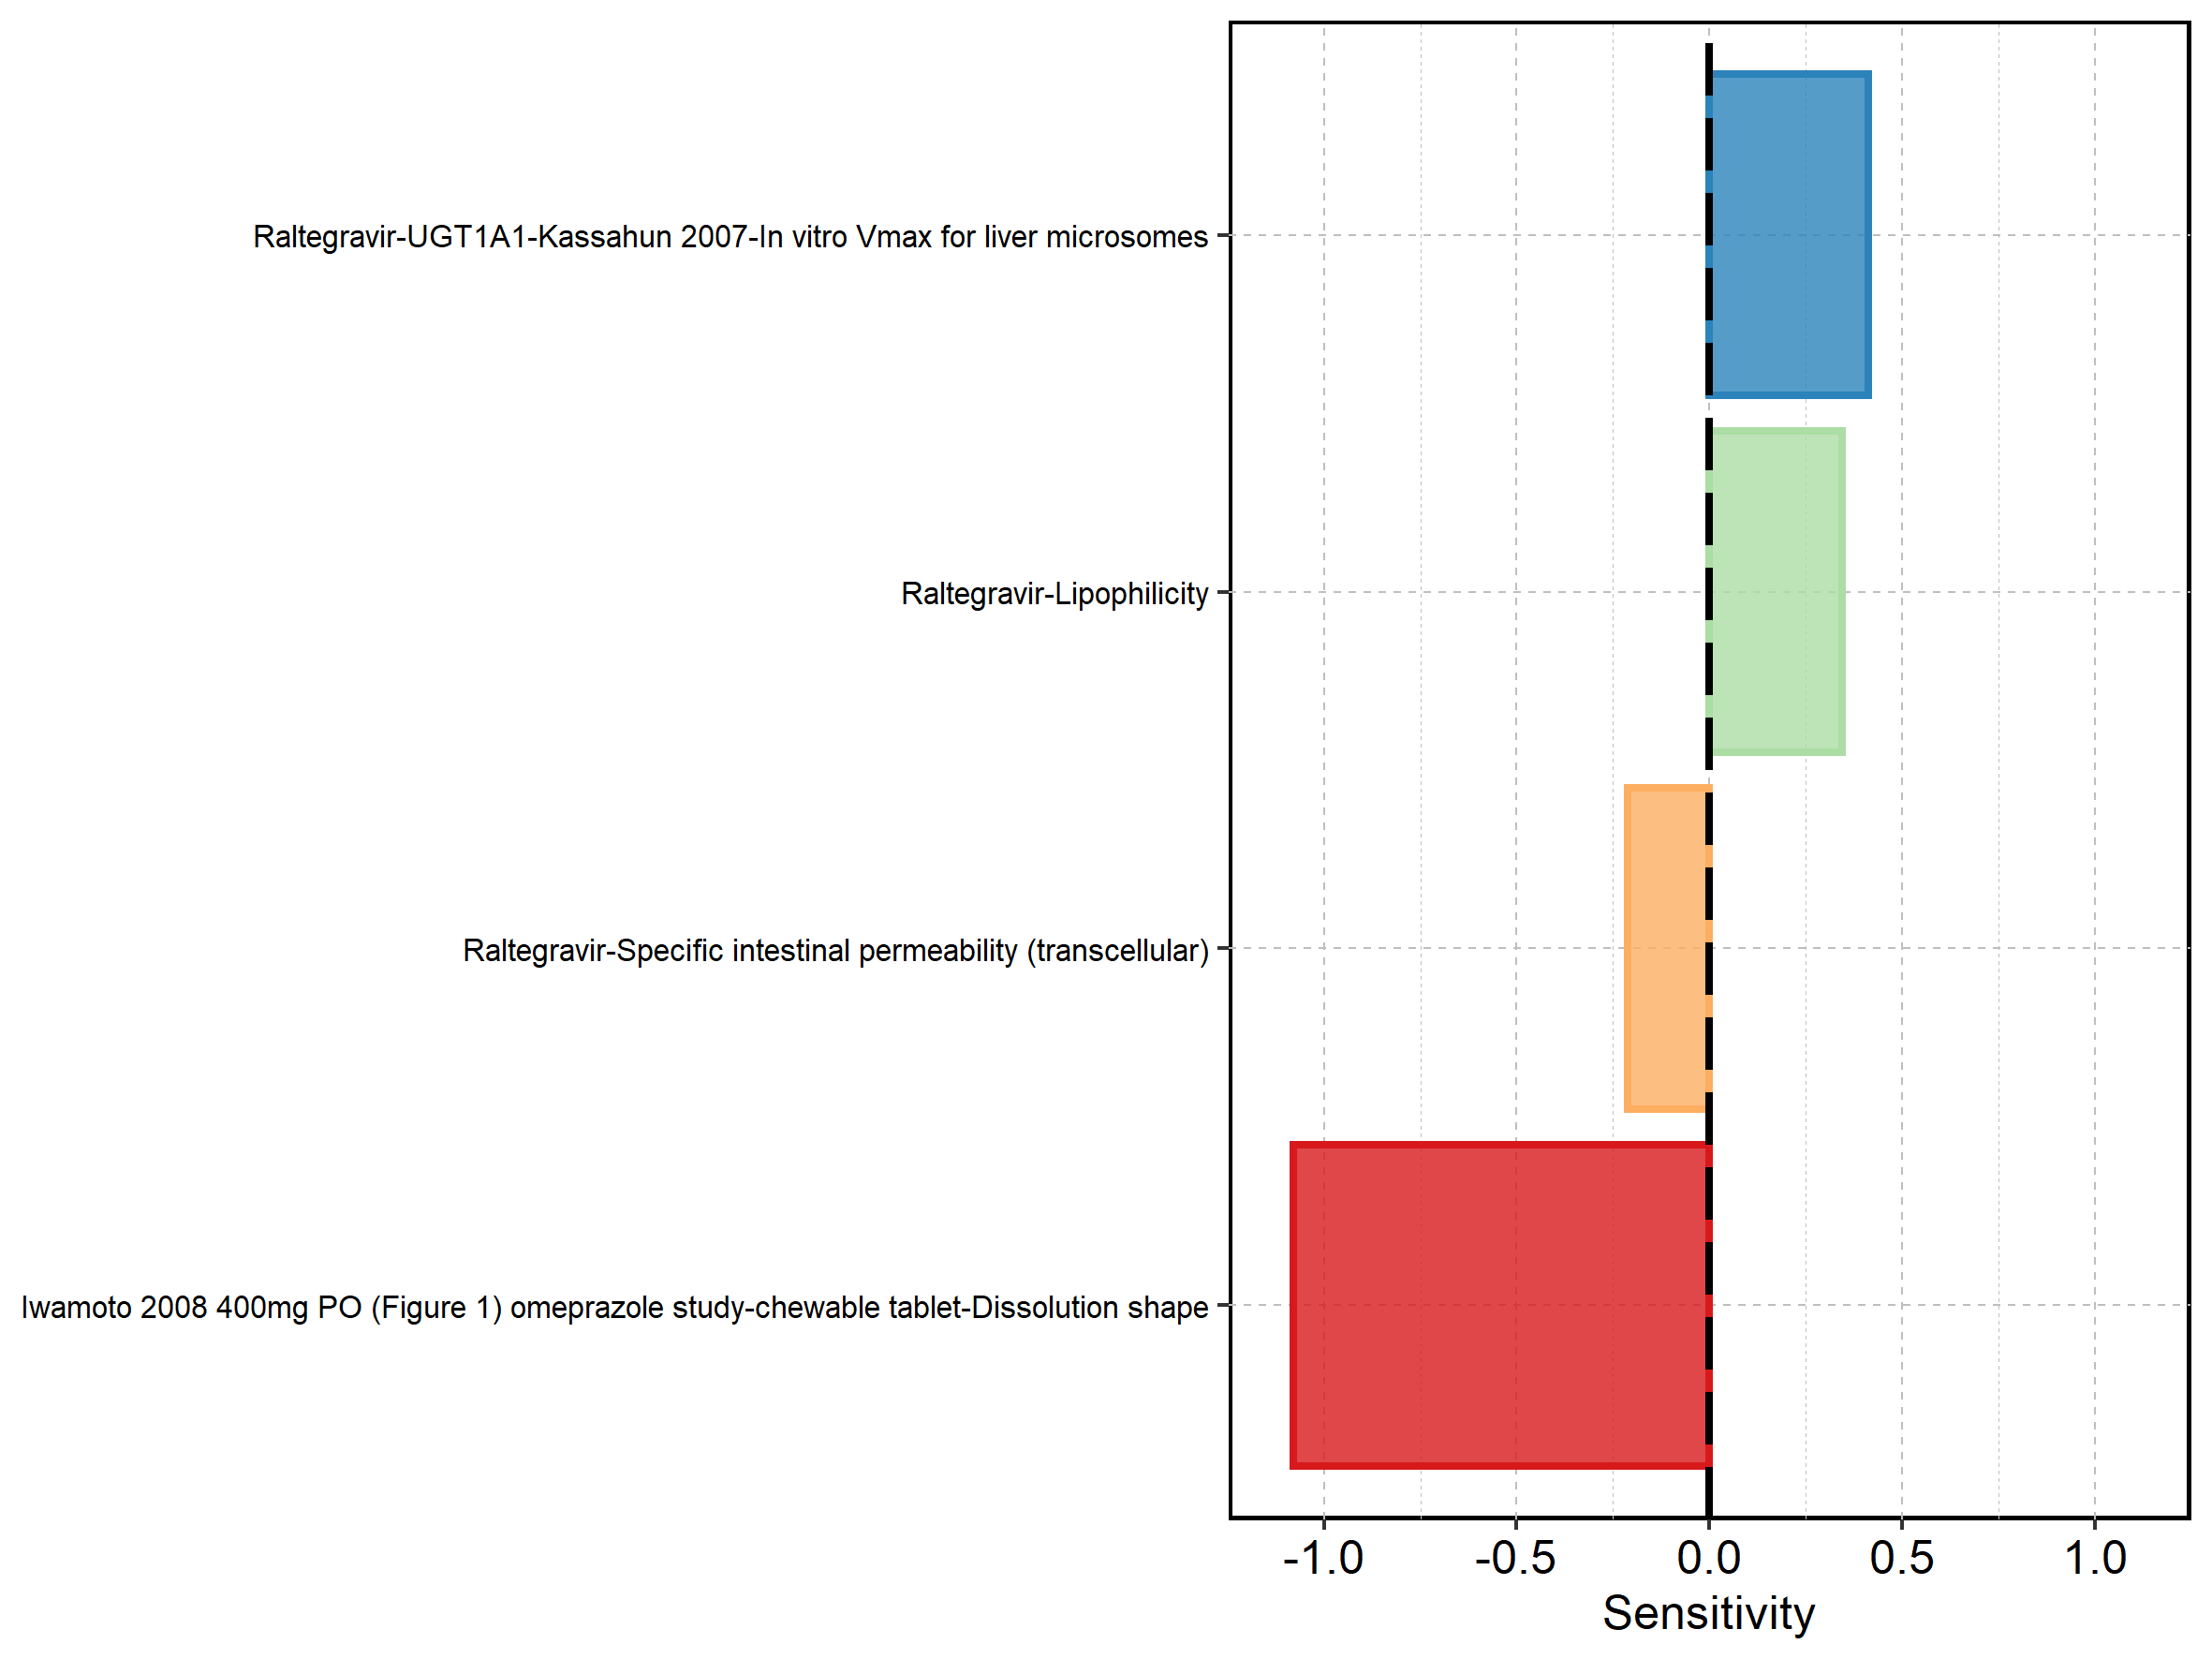 Raltegravir-UGT1A1-Kassahun 2007-In vitro Vmax for liver microsomes
Raltegravir-Lipophilicity
Raltegravir-Specific intestinal permeability (transcellular)
Iwamoto 2008 400mg PO (Figure 1) omeprazole study-chewable tablet-Dissolution shape
-1.0 -0.5 0.0 0.5 1.0
Sensitivity